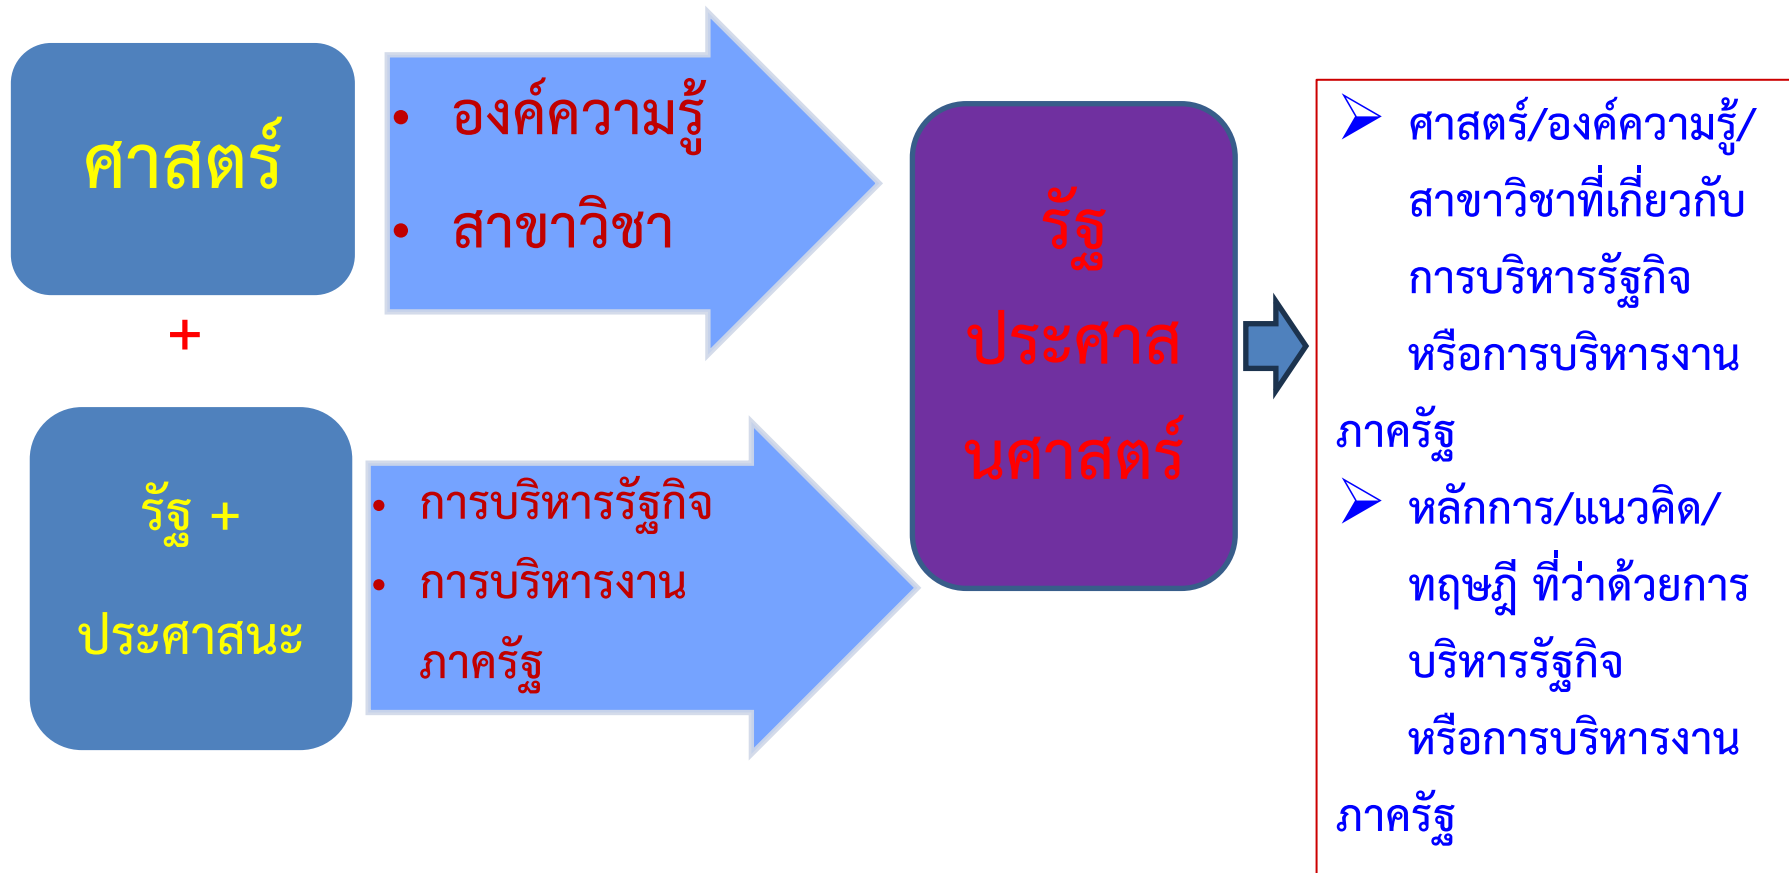 ศาสตร์
• องค์ความรู้
• สาขาวิชา
+
รัฐ +
ประศาสนะ
• การบริหารรัฐกิจ
• การบริหารงาน
ภาครัฐ
รัฐ
ประศาส
นศาสตร์
➢ ศาสตร์/องค์ความรู้/
สาขาวิชาที่เกี่ยวกับ
การบริหารรัฐกิจ
หรือการบริหารงาน
ภาครัฐ
➢ หลักการ/แนวคิด/
ทฤษฎี ที่ว่าด้วยการ
บริหารรัฐกิจ
หรือการบริหารงาน
ภาครัฐ